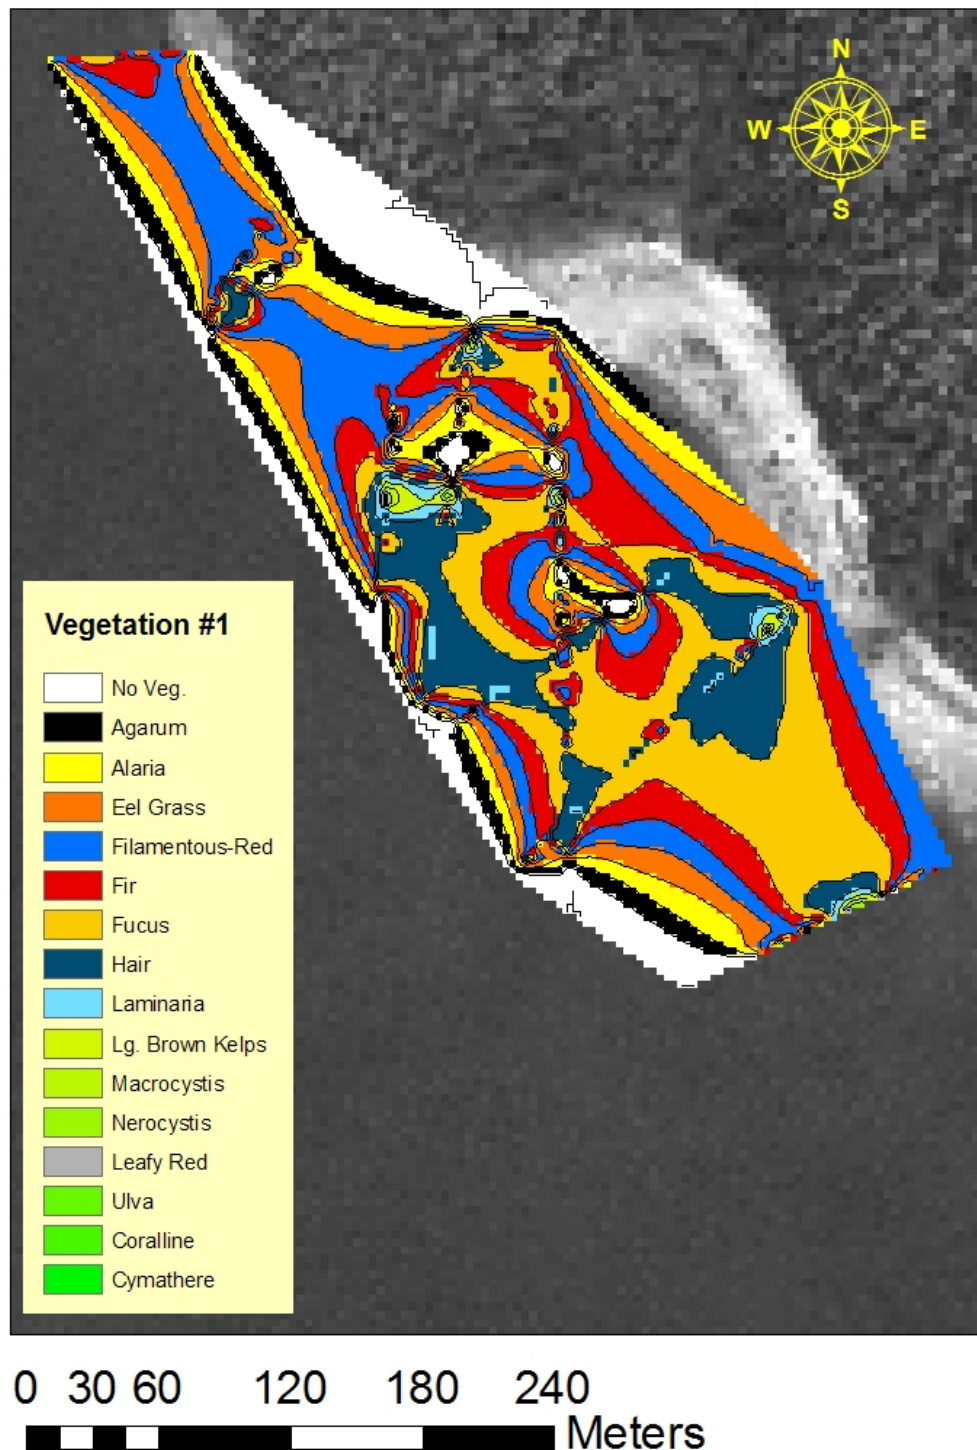 N
W E
S
Vegetation #1
No Veg.
Agarum
Alaria
Eel Grass
Filamentous-Red
Fir
Fucus
Hair
Laminaria
Lg. Brown Kelps
Macrocystis
Nerocystis
Leafy Red
Ulva
Coralline
Cymathere
0 30 60 120 180 240
Meters